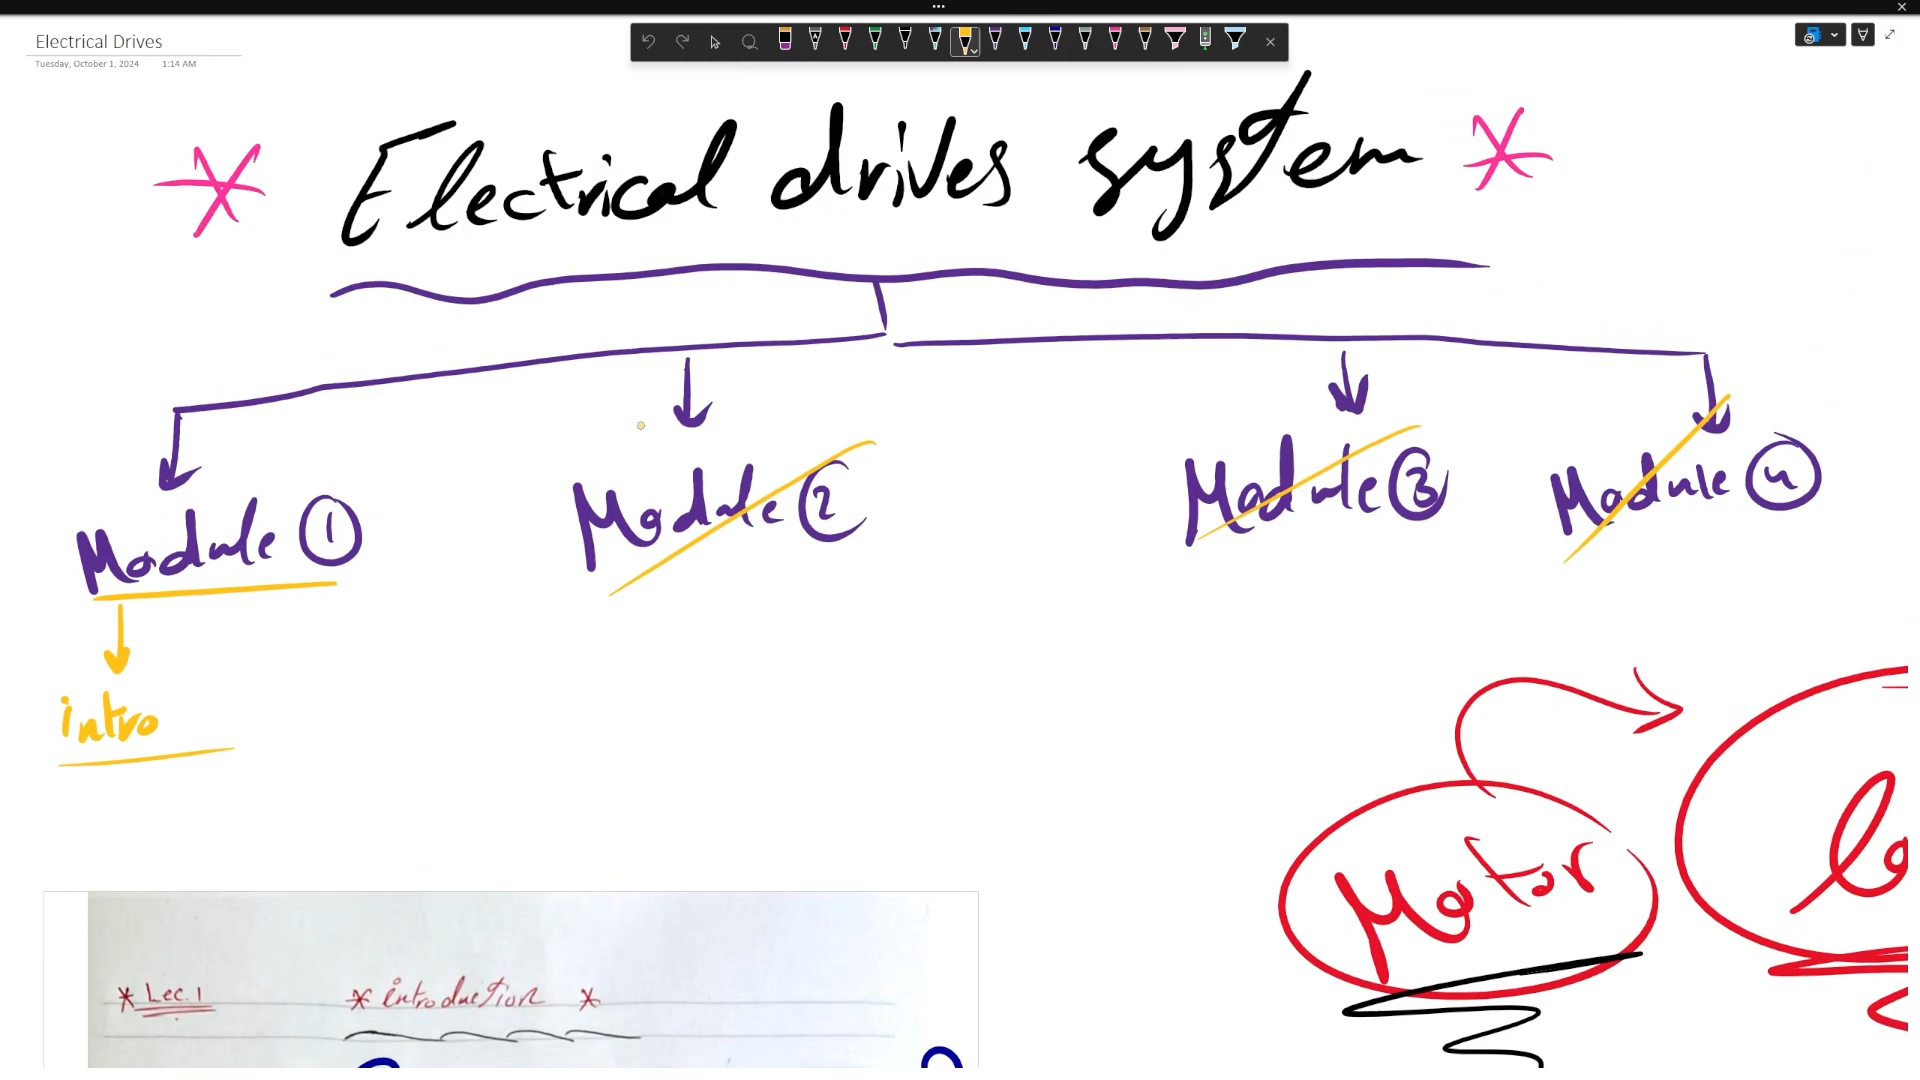 Electrical Drives
Tuesday, October 1, 2024 1:14 AM
* Electrical drives system *
Module ① Module ② Module ③ Module ④
intro
Motor
* Lec. 1 * introduction *